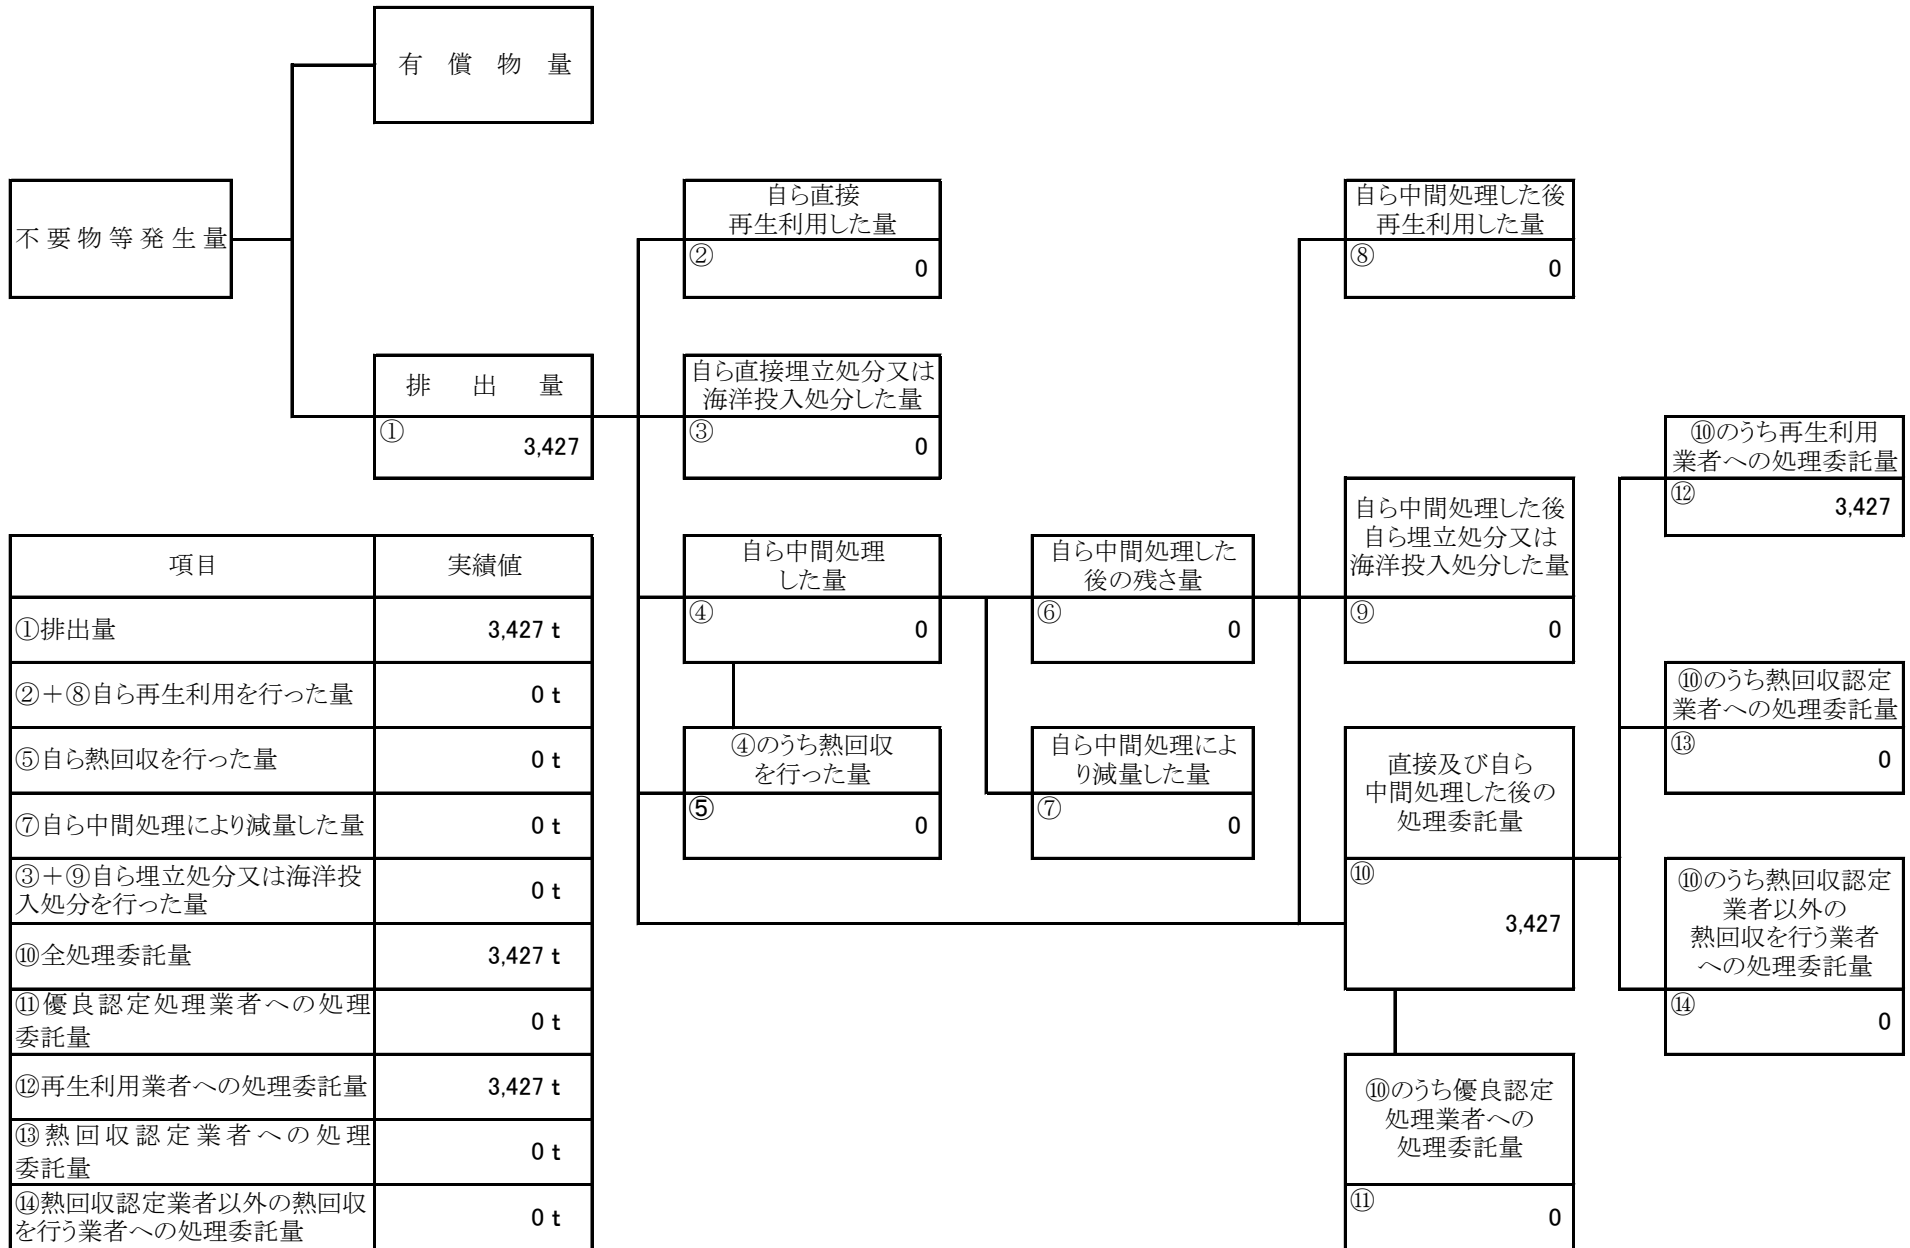 有償物量
不要物等発生量
排出量
①
3,427
自ら直接
再生利用した量
②
0
自ら直接埋立処分又は
海洋投入処分した量
③
0
自ら中間処理
した量
④
0
④のうち熱回収
を行った量
⑤
0
自ら中間処理した
後の残さ量
⑥
0
自ら中間処理によ
り減量した量
⑦
0
自ら中間処理した後
再生利用した量
⑧
0
自ら中間処理した後
自ら埋立処分又は
海洋投入処分した量
⑨
0
直接及び自ら
中間処理した後の
処理委託量
⑩
3,427
⑩のうち優良認定
処理業者への
処理委託量
⑪
0
⑩のうち再生利用
業者への処理委託量
⑫
3,427
⑩のうち熱回収認定
業者への処理委託量
⑬
0
⑩のうち熱回収認定
業者以外の
熱回収を行う業者
への処理委託量
⑭
0
項目 実績値
①排出量 3,427 t
②+⑧自ら再生利用を行った量 0 t
⑤自ら熱回収を行った量 0 t
⑦自ら中間処理により減量した量 0 t
③+⑨自ら埋立処分又は海洋投
入処分を行った量 0 t
⑩全処理委託量 3,427 t
⑪優良認定処理業者への処理
委託量 0 t
⑫再生利用業者への処理委託量 3,427 t
⑬熱回収認定業者への処理
委託量 0 t
⑭熱回収認定業者以外の熱回収
を行う業者への処理委託量 0 t